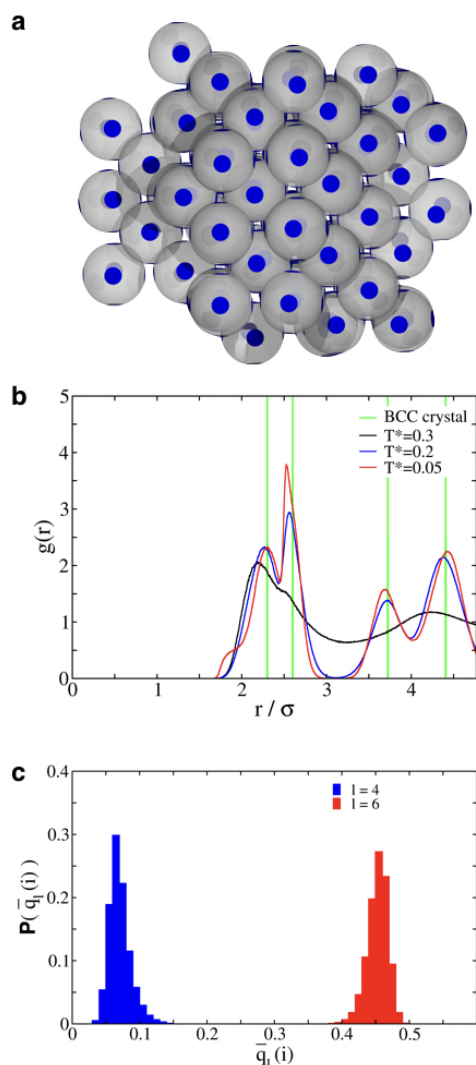 a
b
5
4
3
2
1
0
g(r)
BCC crystal
T*=0.3
T*=0.2
T*=0.05
0 1 2 3 4
r / σ
c
0.4
0.3
0.2
0.1
0
P( q̄l (i) )
l = 4
l = 6
0 0.1 0.2 0.3 0.4 0.5
q̄l (i)